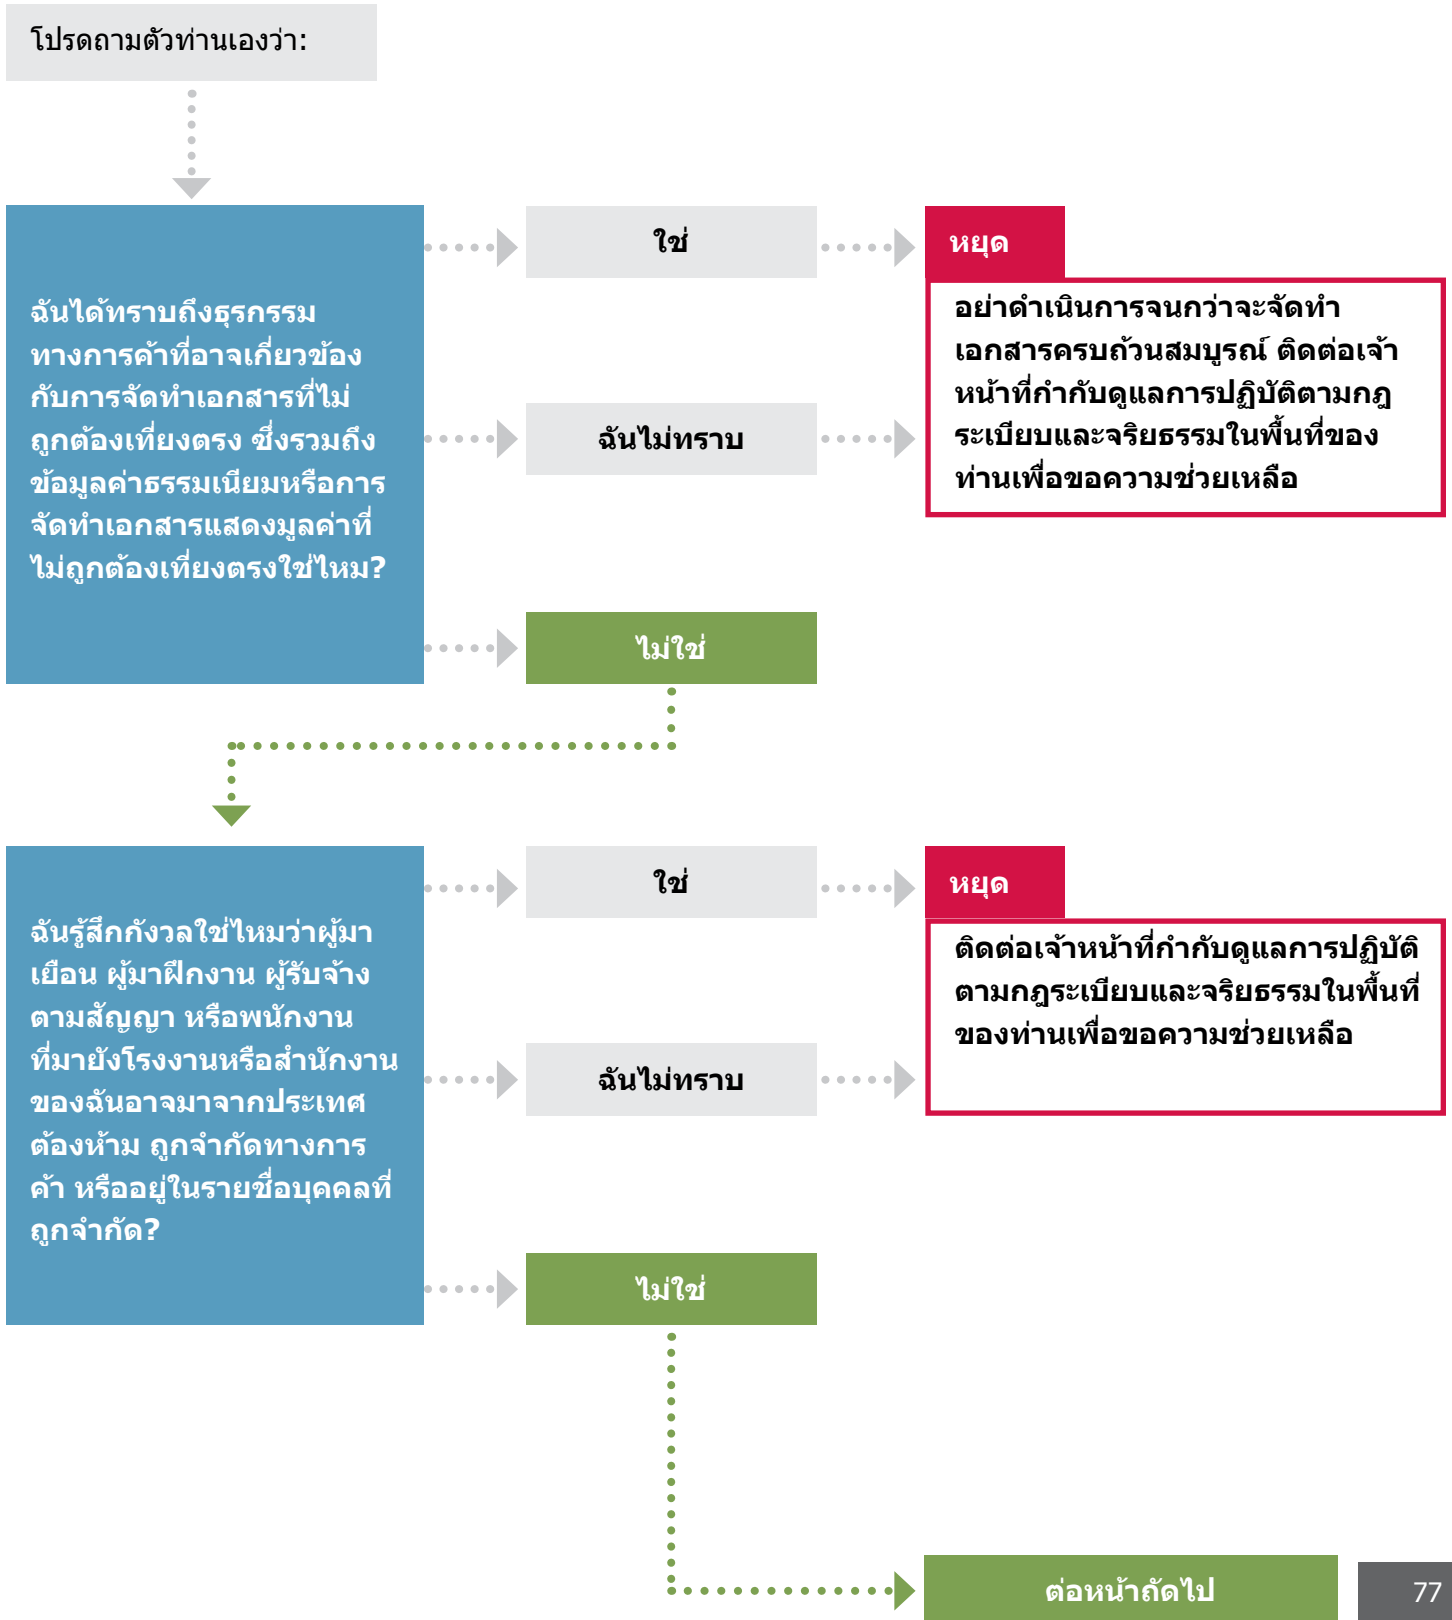 โปรดถามตัวท่านเองว่า:
ฉันได้ทราบถึงธุรกรรม
ทางการค้าที่อาจเกี่ยวข้อง
กับการจัดทำเอกสารที่ไม่
ถูกต้องเที่ยงตรง ซึ่งรวมถึง
ข้อมูลค่าธรรมเนียมหรือการ
จัดทำเอกสารแสดงมูลค่าที่
ไม่ถูกต้องเที่ยงตรงใช่ไหม?
ใช่
ฉันไม่ทราบ
ไม่ใช่
หยุด
อย่าดำเนินการจนกว่าจะจัดทำ
เอกสารครบถ้วนสมบูรณ์ ติดต่อเจ้า
หน้าที่กำกับดูแลการปฏิบัติตามกฎ
ระเบียบและจริยธรรมในพื้นที่ของ
ท่านเพื่อขอความช่วยเหลือ
ฉันรู้สึกกังวลใช่ไหมว่าผู้มา
เยือน ผู้มาฝึกงาน ผู้รับจ้าง
ตามสัญญา หรือพนักงาน
ที่มายังโรงงานหรือสำนักงาน
ของฉันอาจมาจากประเทศ
ต้องห้าม ถูกจำกัดทางการ
ค้า หรืออยู่ในรายชื่อบุคคลที่
ถูกจำกัด?
ใช่
ฉันไม่ทราบ
ไม่ใช่
หยุด
ติดต่อเจ้าหน้าที่กำกับดูแลการปฏิบัติ
ตามกฎระเบียบและจริยธรรมในพื้นที่
ของท่านเพื่อขอความช่วยเหลือ
ต่อหน้าถัดไป
77